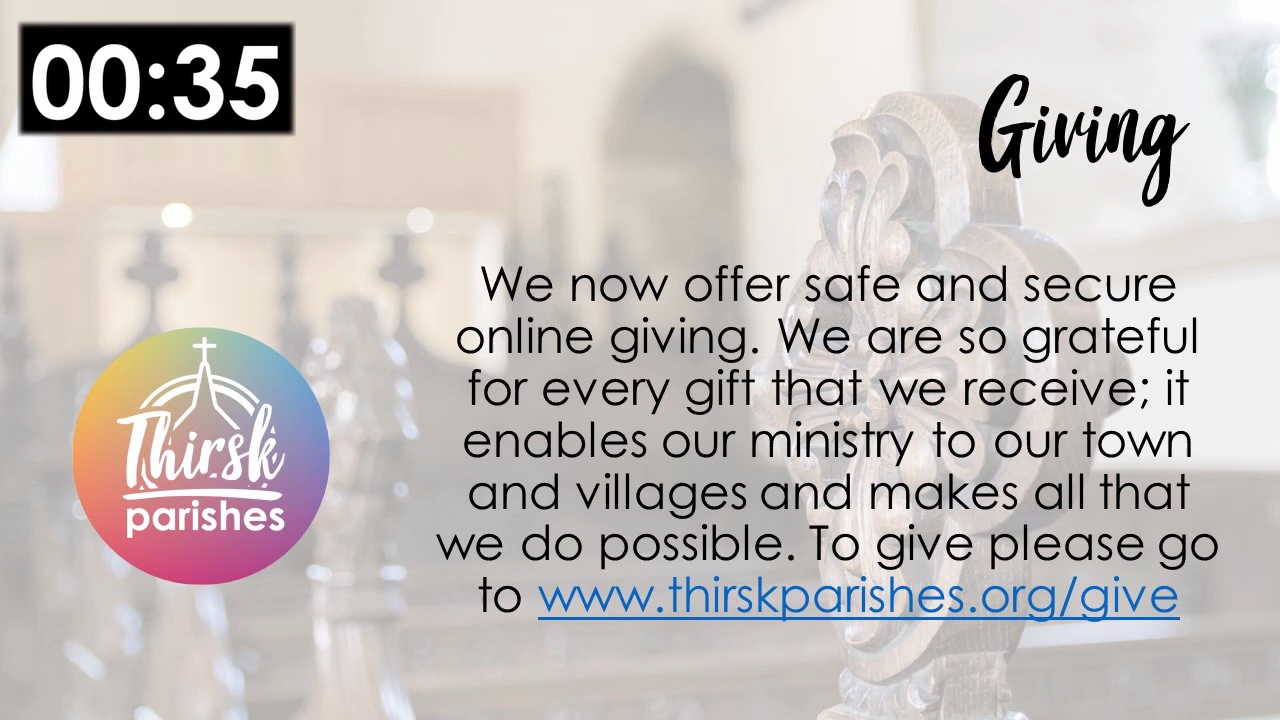 00:35
Giving
We now offer safe and secure
online giving. We are so grateful
for every gift that we receive; it
enables our ministry to our town
and villages and makes all that
we do possible. To give please go
to www.thirskparishes.org/give
Thirsk
parishes